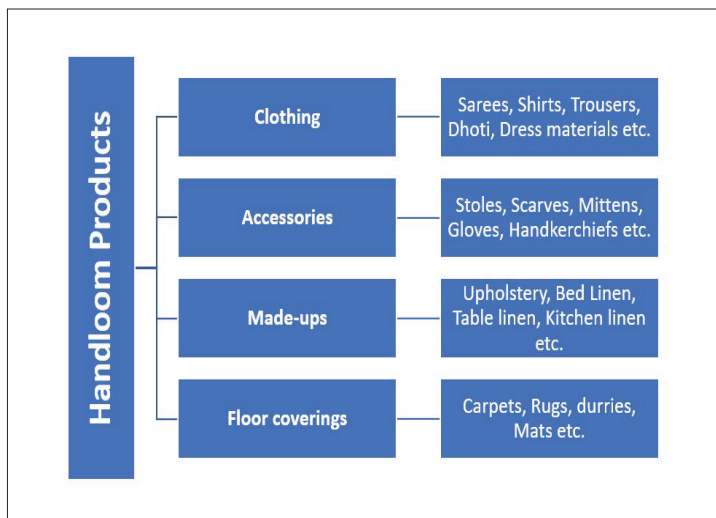 Handloom Products
Clothing
Sarees, Shirts, Trousers,
Dhoti, Dress materials etc.
Accessories
Stoles, Scarves, Mittens,
Gloves, Handkerchiefs etc.
Made-ups
Upholstery, Bed Linen,
Table linen, Kitchen linen
etc.
Floor coverings
Carpets, Rugs, durries,
Mats etc.